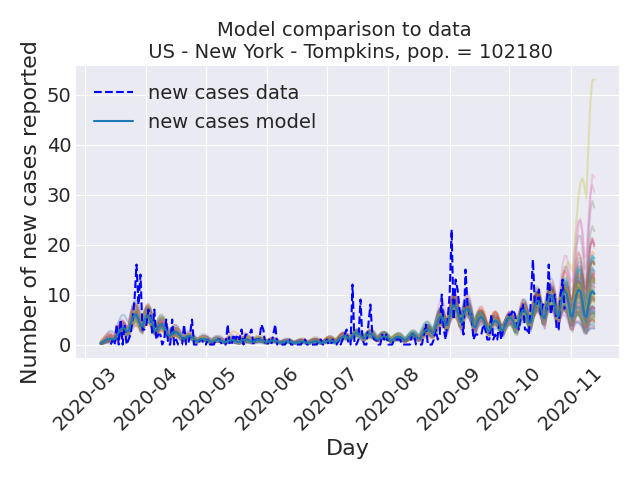 Model comparison to data
US - New York - Tompkins, pop. = 102180
Number of new cases reported
50
40
30
20
10
0
new cases data
new cases model
2020-03
2020-04
2020-05
2020-06
2020-07
2020-08
2020-09
2020-10
2020-11
Day